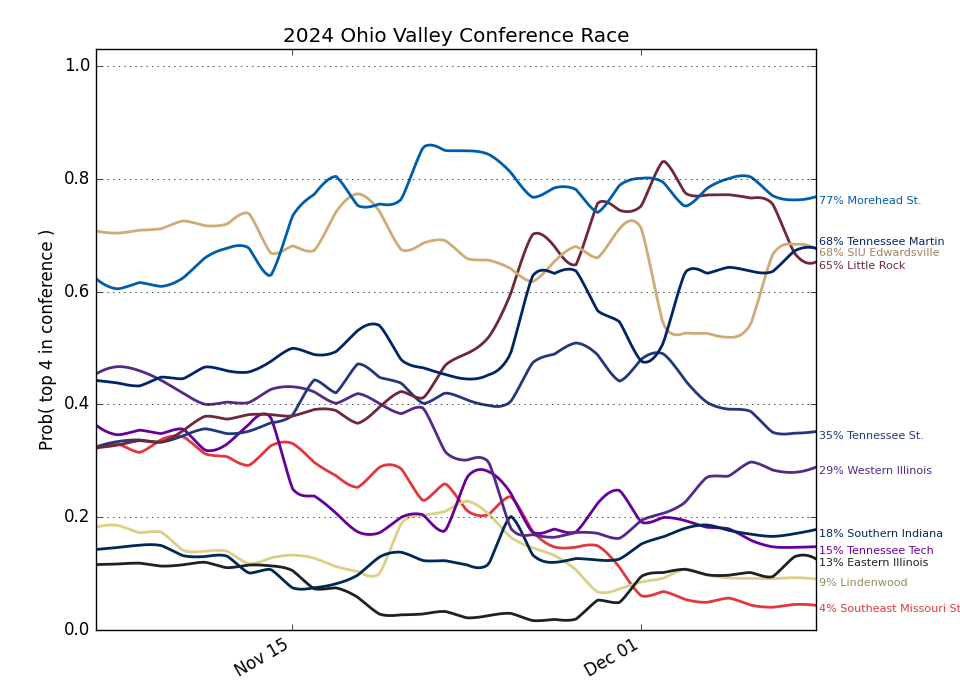 2024 Ohio Valley Conference Race
Prob( top 4 in conference )
1.0
0.8
0.6
0.4
0.2
0.0
Nov 15
Dec 01
77% Morehead St.
68% Tennessee Martin
68% SIU Edwardsville
65% Little Rock
35% Tennessee St.
29% Western Illinois
18% Southern Indiana
15% Tennessee Tech
13% Eastern Illinois
9% Lindenwood
4% Southeast Missouri St